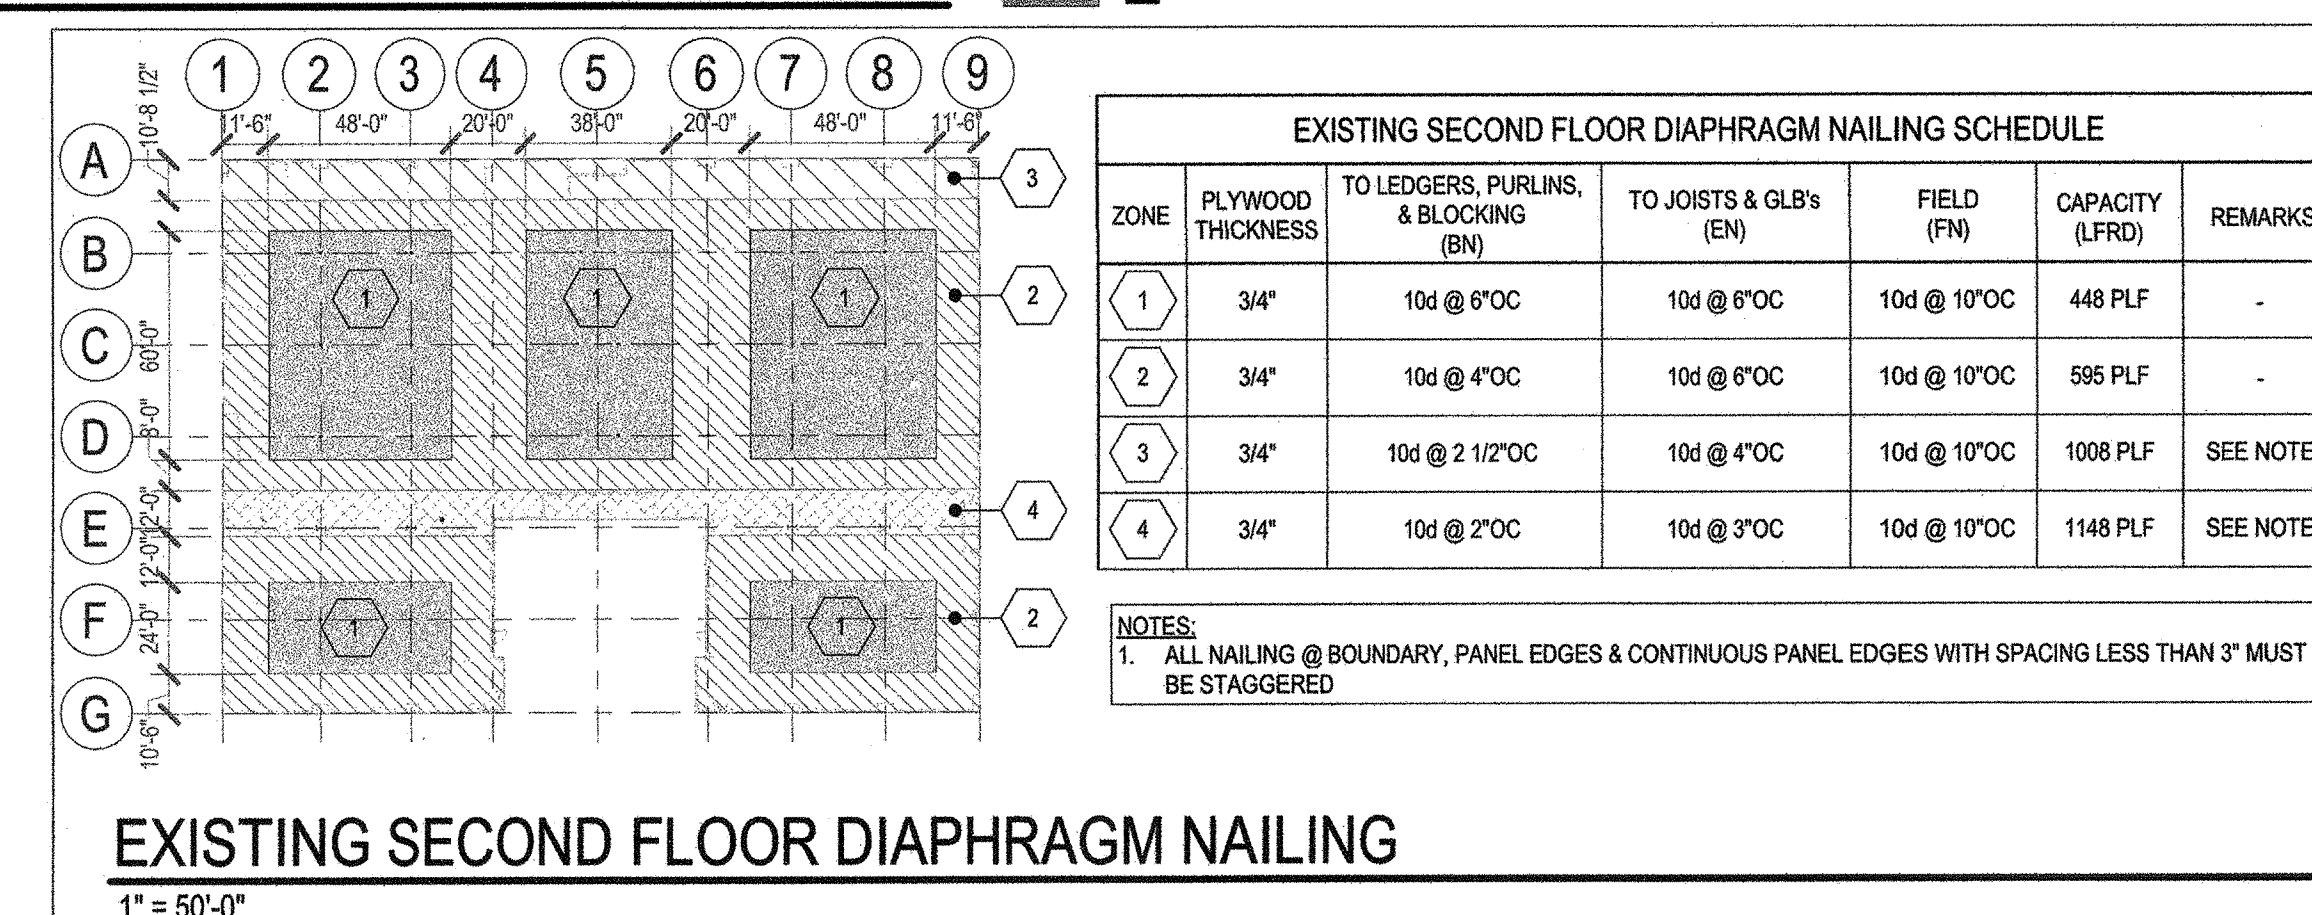 1 2 3 4 5 6 7 8 9
10'-8 1/2"
11'-6" 48'-0" 20'-0" 38'-0" 20'-0" 48'-0" 11'-6"
A
3
B
2
1 1 1
C
60'-0"
D
8'-0"
4
E
12'-0"
12'-0"
F
2
1 1
24'-0"
G
10'-6"
EXISTING SECOND FLOOR DIAPHRAGM NAILING SCHEDULE
ZONE PLYWOOD THICKNESS TO LEDGERS, PURLINS, & BLOCKING (BN) TO JOISTS & GLB's (EN) FIELD (FN) CAPACITY (LFRD) REMARKS
1 3/4" 10d @ 6"OC 10d @ 6"OC 10d @ 10"OC 448 PLF -
2 3/4" 10d @ 4"OC 10d @ 6"OC 10d @ 10"OC 595 PLF -
3 3/4" 10d @ 2 1/2"OC 10d @ 4"OC 10d @ 10"OC 1008 PLF SEE NOTE
4 3/4" 10d @ 2"OC 10d @ 3"OC 10d @ 10"OC 1148 PLF SEE NOTE
NOTES:
1. ALL NAILING @ BOUNDARY, PANEL EDGES & CONTINUOUS PANEL EDGES WITH SPACING LESS THAN 3" MUST
BE STAGGERED
EXISTING SECOND FLOOR DIAPHRAGM NAILING
1" = 50'-0"